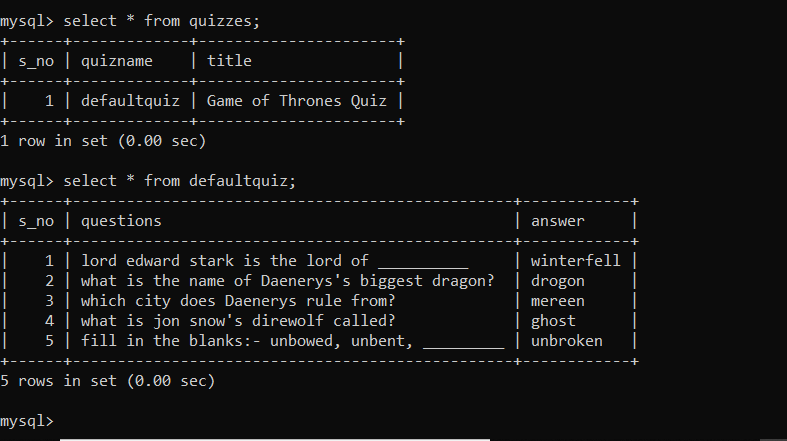 mysql> select * from quizzes;
+------+-------------+----------------------+
| s_no | quizname    | title                |
+------+-------------+----------------------+
|    1 | defaultquiz | Game of Thrones Quiz |
+------+-------------+----------------------+
1 row in set (0.00 sec)
mysql> select * from defaultquiz;
+------+-------------------------------------------------+------------+
| s_no | questions                                       | answer     |
+------+-------------------------------------------------+------------+
|    1 | lord edward stark is the lord of __________     | winterfell |
|    2 | what is the name of Daenerys's biggest dragon?  | drogon     |
|    3 | which city does Daenerys rule from?             | mereen     |
|    4 | what is jon snow's direwolf called?             | ghost      |
|    5 | fill in the blanks:- unbowed, unbent, _________ | unbroken   |
+------+-------------------------------------------------+------------+
5 rows in set (0.00 sec)
mysql>